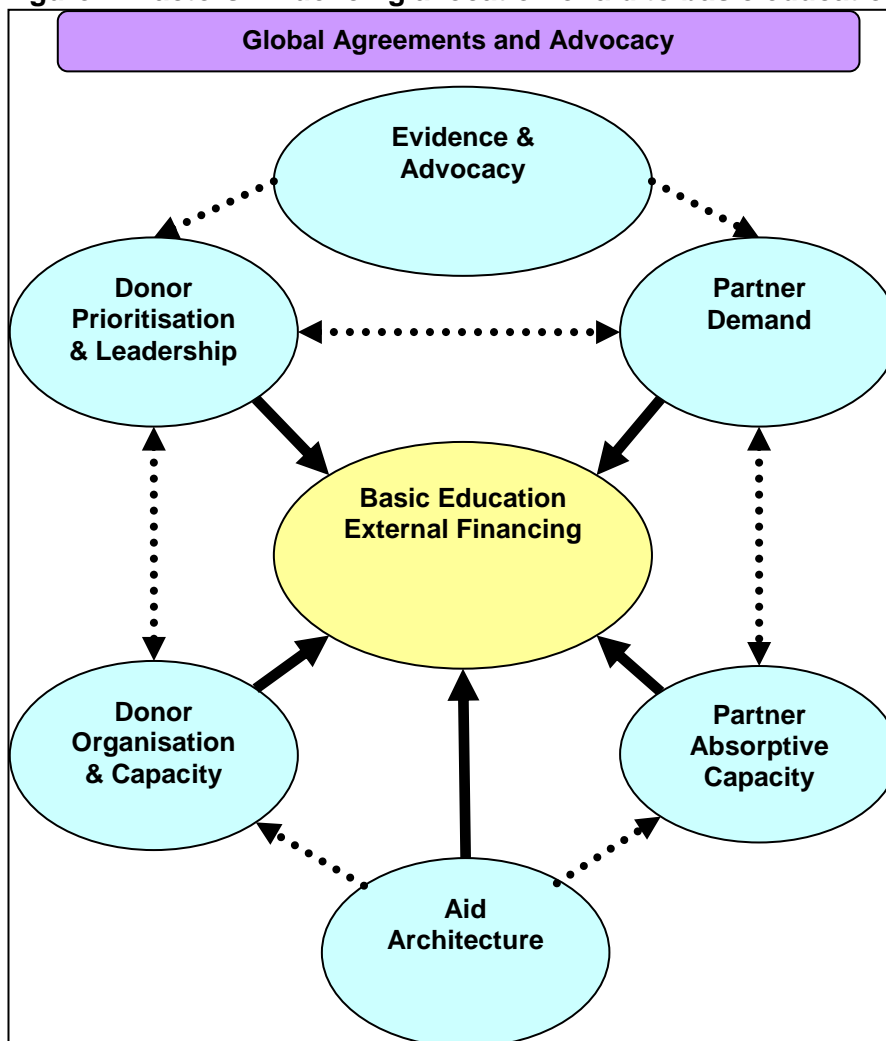 Global Agreements and Advocacy
Evidence &
Advocacy
Donor
Prioritisation
& Leadership
Partner
Demand
Basic Education
External Financing
Donor
Organisation
& Capacity
Partner
Absorptive
Capacity
Aid
Architecture